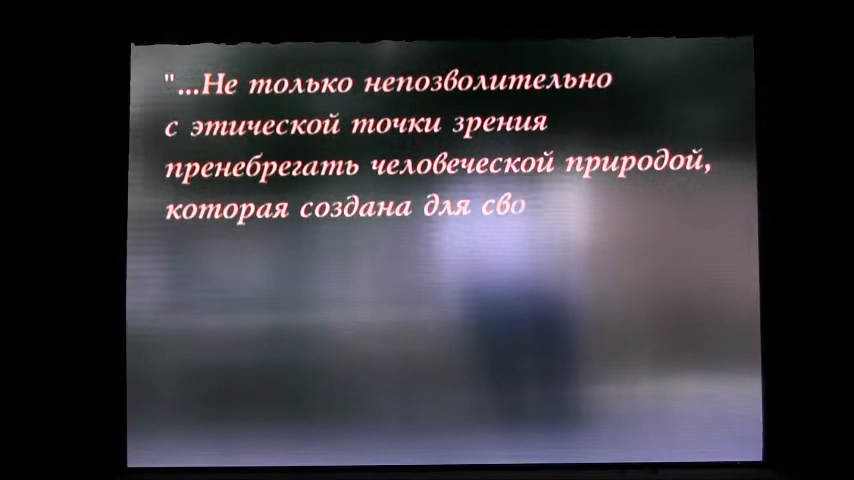 "...Не только непозволительно
с этической точки зрения
пренебрегать человеческой природой,
которая создана для сво